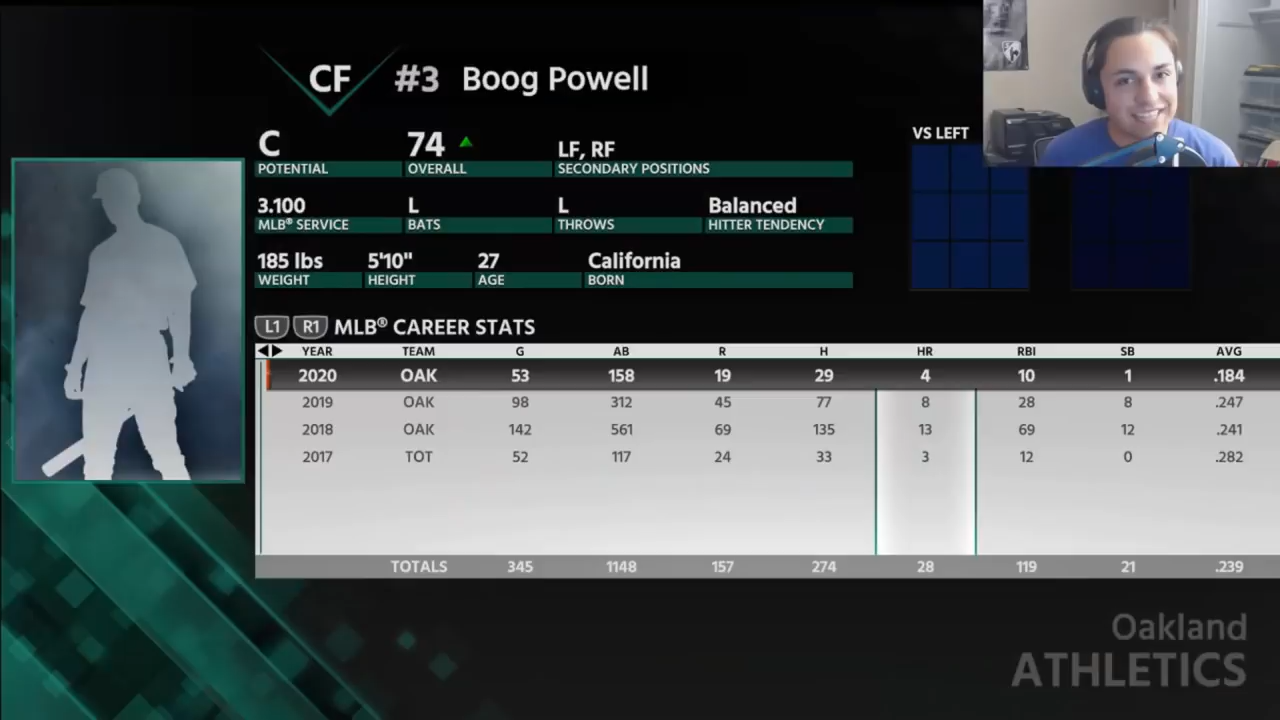 CF #3 Boog Powell
C 74 LF, RF
POTENTIAL OVERALL SECONDARY POSITIONS
3.100 L L Balanced
MLB® SERVICE BATS THROWS HITTER TENDENCY
185 lbs 5'10" 27 California
WEIGHT HEIGHT AGE BORN
VS LEFT
L1 R1 MLB® CAREER STATS
YEAR TEAM G AB R H HR RBI SB AVG
2020 OAK 53 158 19 29 4 10 1 .184
2019 OAK 98 312 45 77 8 28 8 .247
2018 OAK 142 561 69 135 13 69 12 .241
2017 TOT 52 117 24 33 3 12 0 .282
TOTALS 345 1148 157 274 28 119 21 .239
Oakland
ATHLETICS